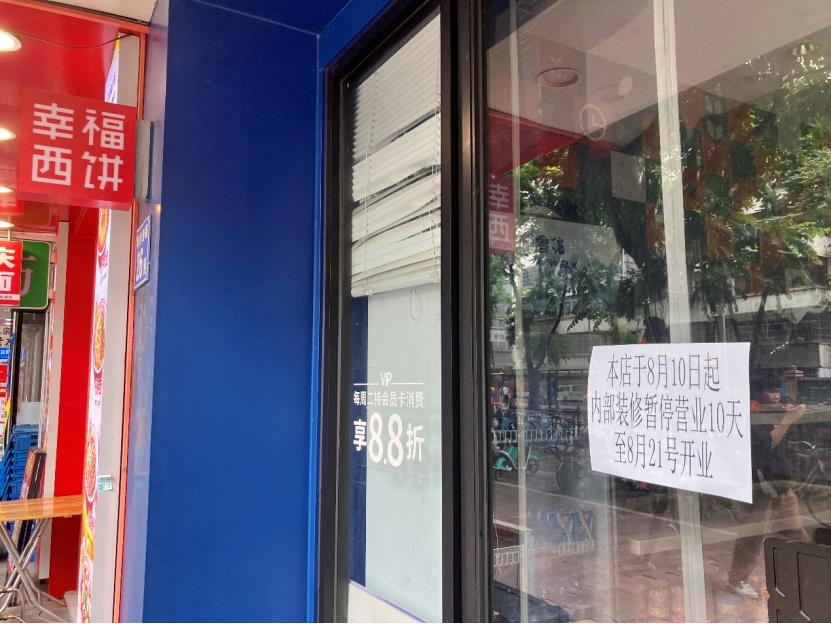 幸福
西饼
VIP
每周二持会员卡消费
享8.8折
本店于8月10日起
内部装修暂停营业10天
至8月21号开业
幸
西